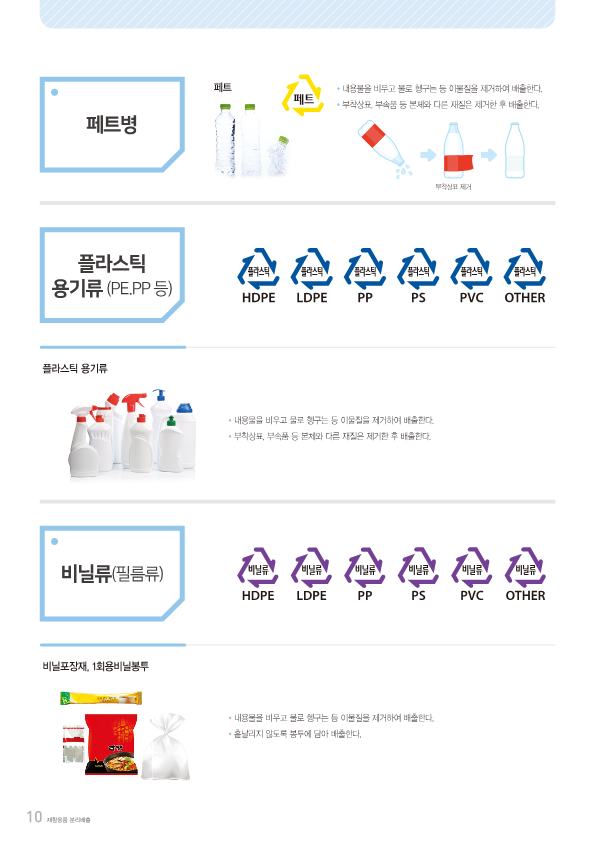 페트병
페트
페트
• 내용물을 비우고 물로 헹구는 등 이물질을 제거하여 배출한다.
• 부착상표, 부속품 등 본체와 다른 재질은 제거한 후 배출한다.
부착상표 제거
플라스틱
용기류 (PE.PP 등)
플라스틱 플라스틱 플라스틱 플라스틱 플라스틱 플라스틱
HDPE LDPE PP PS PVC OTHER
플라스틱 용기류
• 내용물을 비우고 물로 헹구는 등 이물질을 제거하여 배출한다.
• 부착상표, 부속품 등 본체와 다른 재질은 제거한 후 배출한다.
비닐류(필름류)
비닐류 비닐류 비닐류 비닐류 비닐류 비닐류
HDPE LDPE PP PS PVC OTHER
비닐포장재, 1회용비닐봉투
• 내용물을 비우고 물로 헹구는 등 이물질을 제거하여 배출한다.
• 흩날리지 않도록 봉투에 담아 배출한다.
10 재활용품 분리배출